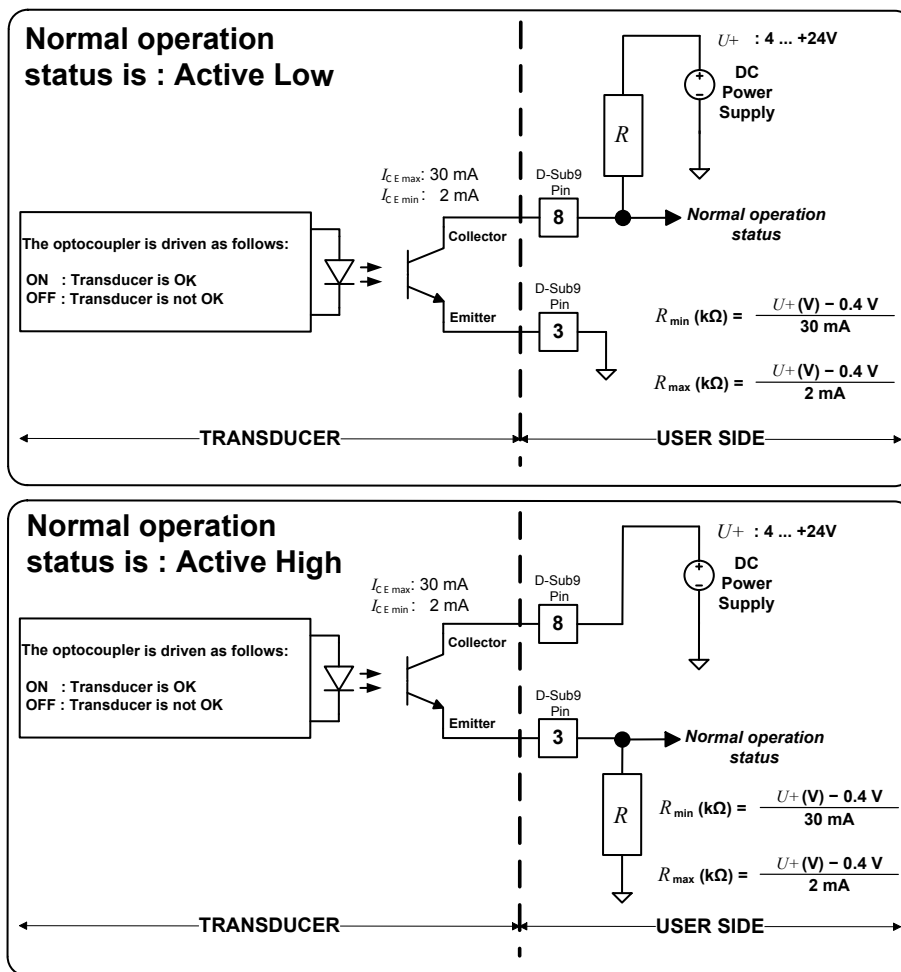 Normal operation
status is : Active Low
U+ : 4 ... +24V
DC
Power
Supply
R
I CE max: 30 mA
I CE min: 2 mA
D-Sub9
Pin
8
Normal operation
status
Collector
The optocoupler is driven as follows:
ON : Transducer is OK
OFF : Transducer is not OK
Emitter
D-Sub9
Pin
3
R min (kΩ) = U+ (V) − 0.4 V
30 mA
R max (kΩ) = U+ (V) − 0.4 V
2 mA
TRANSDUCER
USER SIDE
Normal operation
status is : Active High
U+ : 4 ... +24V
DC
Power
Supply
I CE max: 30 mA
I CE min: 2 mA
D-Sub9
Pin
8
Collector
The optocoupler is driven as follows:
ON : Transducer is OK
OFF : Transducer is not OK
Emitter
D-Sub9
Pin
3
Normal operation
status
R
R min (kΩ) = U+ (V) − 0.4 V
30 mA
R max (kΩ) = U+ (V) − 0.4 V
2 mA
TRANSDUCER
USER SIDE